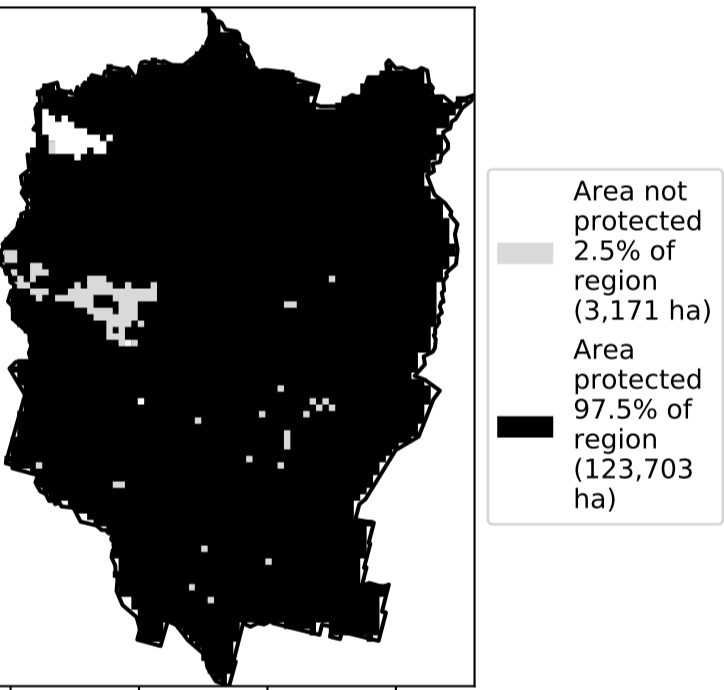 Area not
protected
2.5% of
region
(3,171 ha)
Area
protected
97.5% of
region
(123,703
ha)